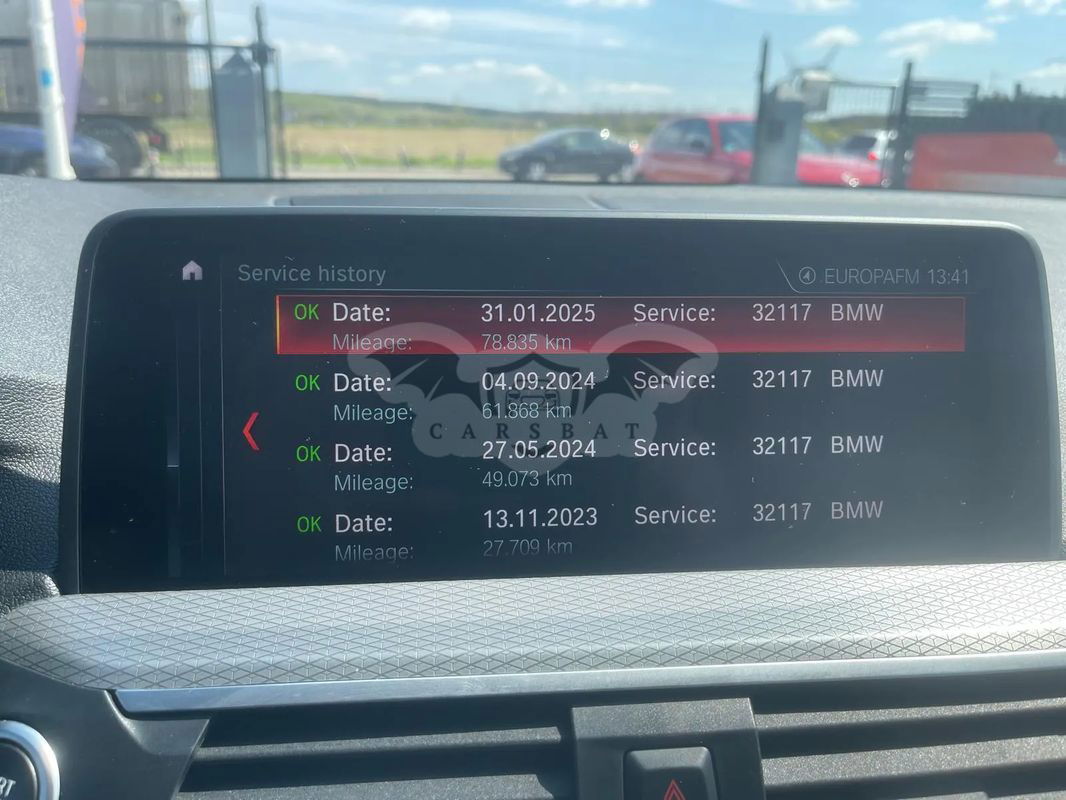 Service history
EUROPAFM 13:41
OK Date: 31.01.2025 Service: 32117 BMW
Mileage: 78.835 km
OK Date: 04.09.2024 Service: 32117 BMW
Mileage: 61.868 km
CARSBAT
OK Date: 27.05.2024 Service: 32117 BMW
Mileage: 49.073 km
OK Date: 13.11.2023 Service: 32117 BMW
Mileage: 27.709 km